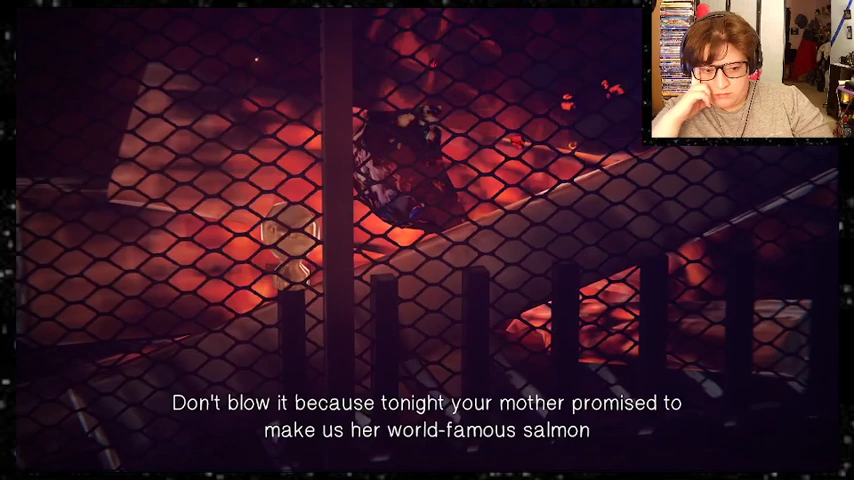 Don't blow it because tonight your mother promised to
make us her world-famous salmon